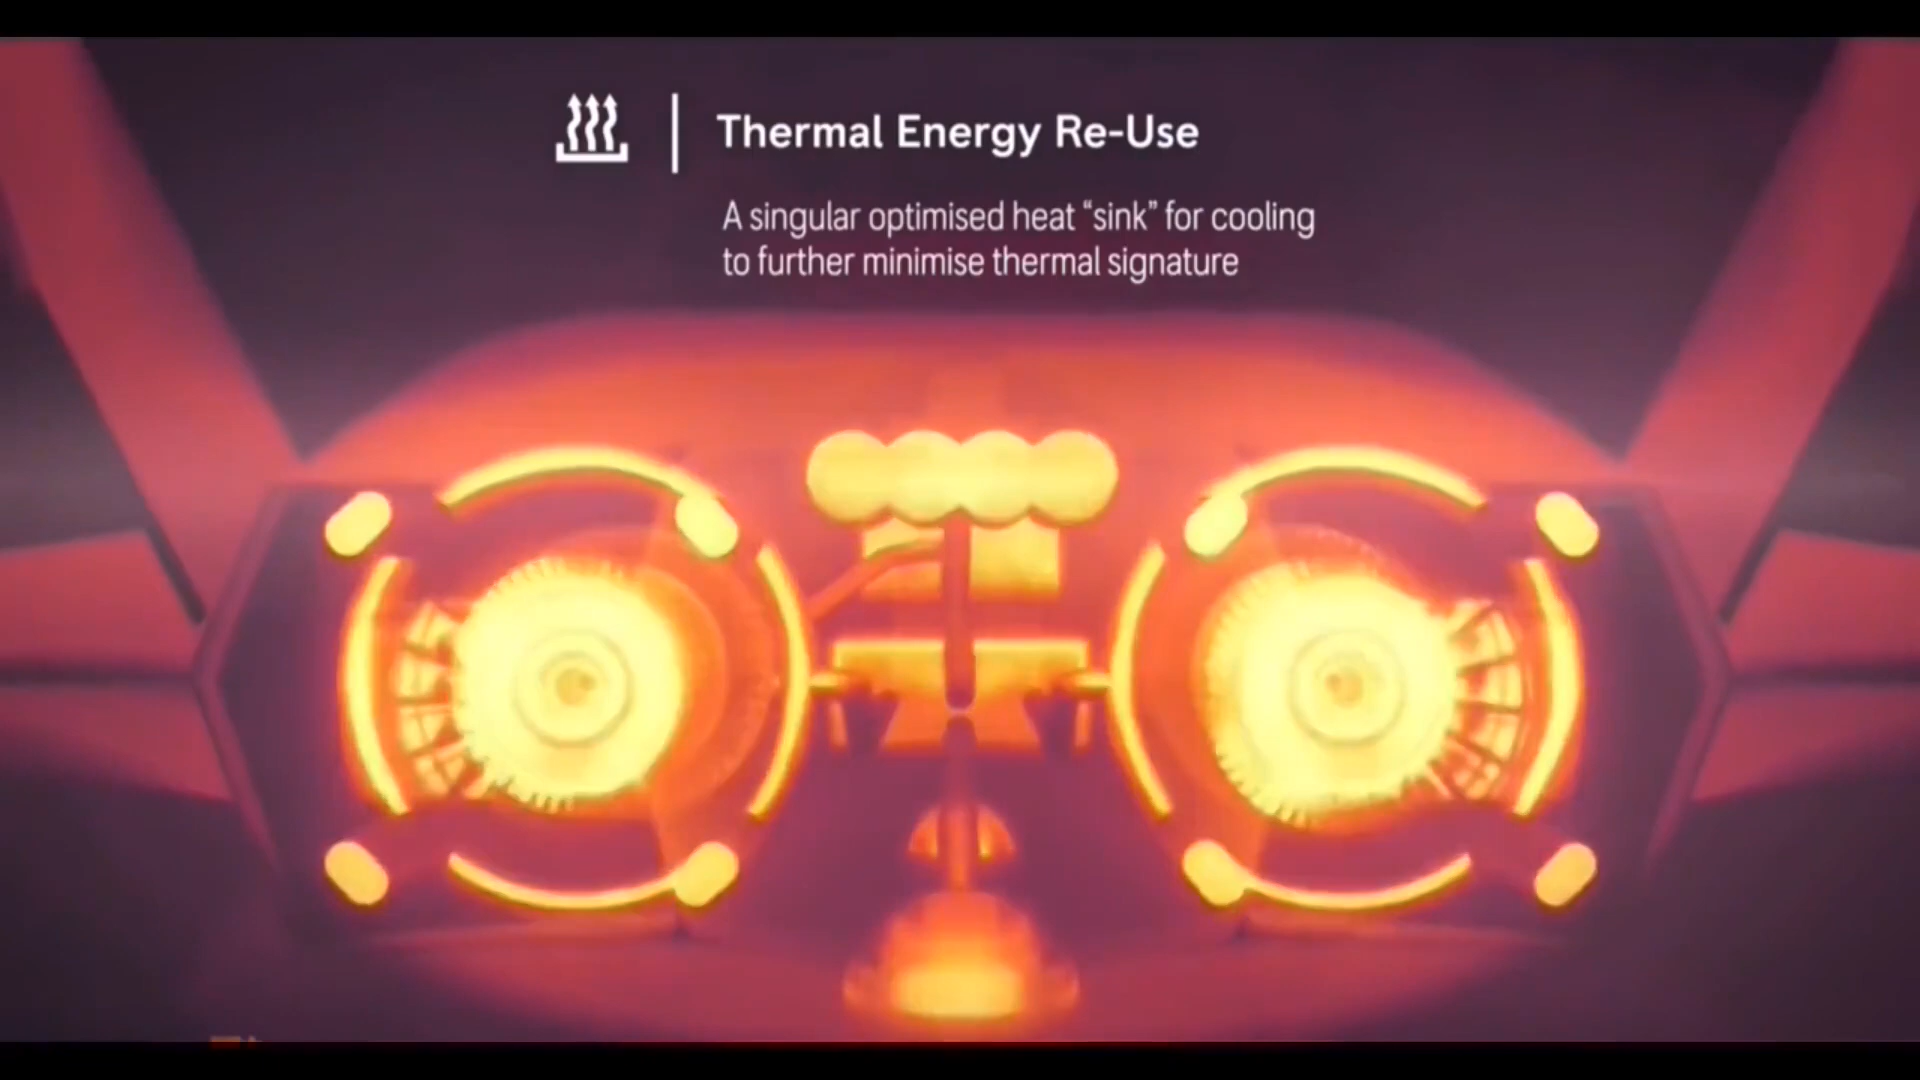 Thermal Energy Re-Use
A singular optimised heat “sink” for cooling
to further minimise thermal signature